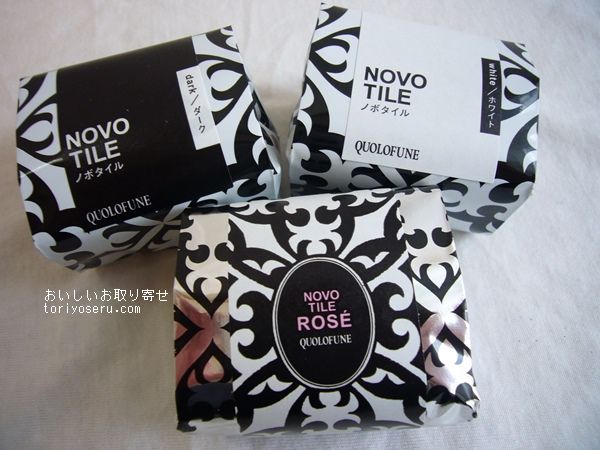 NOVO
TILE
ノボタイル
dark／ダーク
QUOLOFUNE
NOVO
TILE
ノボタイル
white／ホワイト
QUOLOFUNE
NOVO
TILE
ROSÉ
QUOLOFUNE
おいしいお取り寄せ
toriyoseru.com